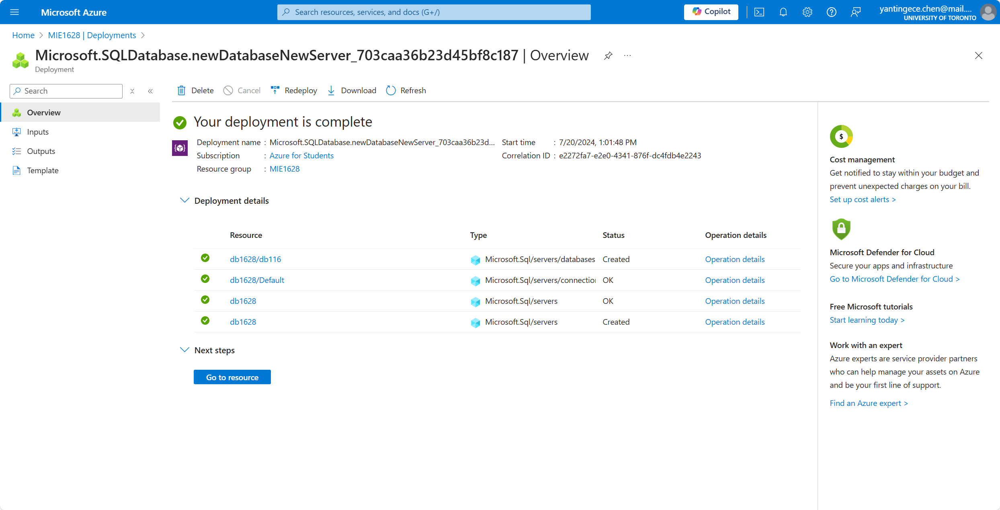 Microsoft Azure
Search resources, services, and docs (G+/)
Copilot
yantingece.chen@mail....
UNIVERSITY OF TORONTO
Home > MIE1628 | Deployments >
Microsoft.SQLDatabase.newDatabaseNewServer_703caa36b23d45bf8c187 | Overview
Deployment
Search
Delete Cancel Redeploy Download Refresh
Overview
Inputs
Outputs
Template
Your deployment is complete
Deployment name : Microsoft.SQLDatabase.newDatabaseNewServer_703caa36b23d... Start time : 7/20/2024, 1:01:48 PM
Subscription : Azure for Students Correlation ID : e2272fa7-e2e0-4341-876f-dc4fdb4e2243
Resource group : MIE1628
Deployment details
Resource Type Status Operation details
db1628/db116 Microsoft.Sql/servers/databases Created Operation details
db1628/Default Microsoft.Sql/servers/connection OK Operation details
db1628 Microsoft.Sql/servers OK Operation details
db1628 Microsoft.Sql/servers Created Operation details
Next steps
Go to resource
$
Cost management
Get notified to stay within your budget and
prevent unexpected charges on your bill.
Set up cost alerts >
Microsoft Defender for Cloud
Secure your apps and infrastructure
Go to Microsoft Defender for Cloud >
Free Microsoft tutorials
Start learning today >
Work with an expert
Azure experts are service provider partners
who can help manage your assets on Azure
and be your first line of support.
Find an Azure expert >